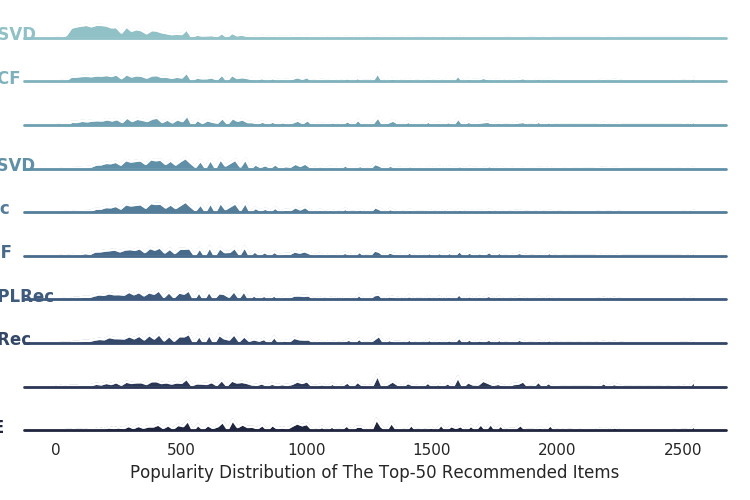 SVD
CF
SVD
c
F
PLRec
Rec
E
0 500 1000 1500 2000 2500
Popularity Distribution of The Top-50 Recommended Items